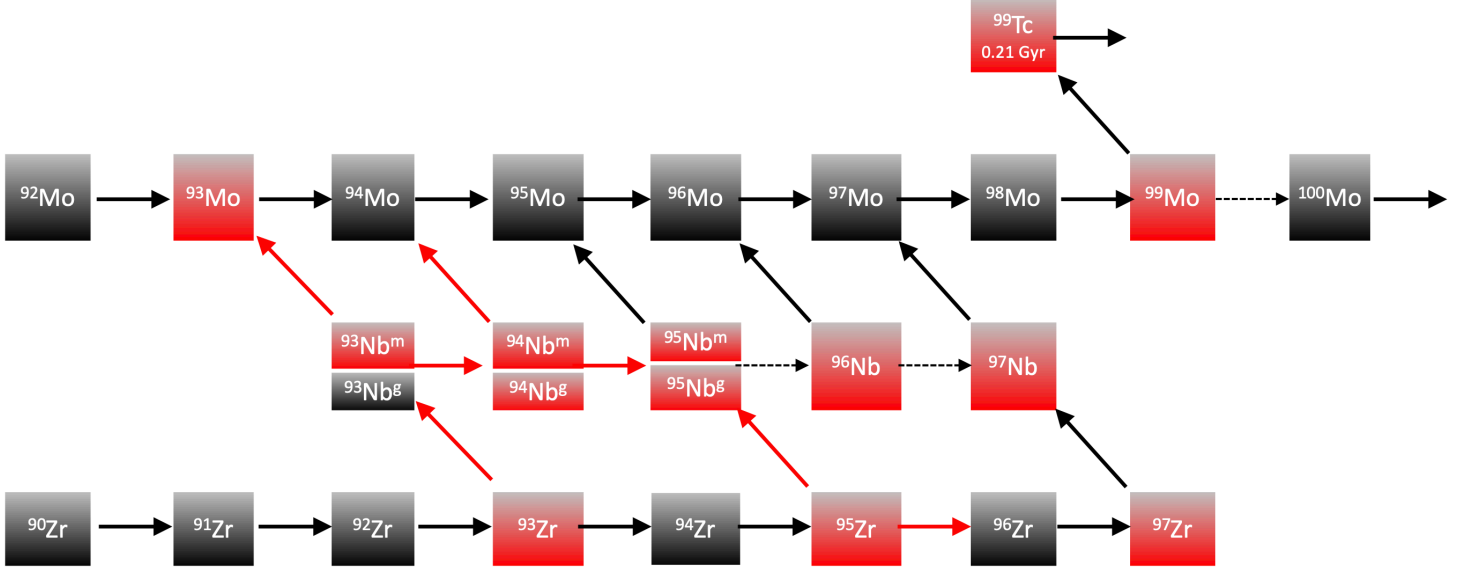 ⁹⁹Tc
0.21 Gyr
⁹²Mo
⁹³Mo
⁹⁴Mo
⁹⁵Mo
⁹⁶Mo
⁹⁷Mo
⁹⁸Mo
⁹⁹Mo
¹⁰⁰Mo
⁹³Nbᵐ
⁹⁴Nbᵐ
⁹⁵Nbᵐ
⁹⁶Nb
⁹⁷Nb
⁹³Nbᵍ
⁹⁴Nbᵍ
⁹⁵Nbᵍ
⁹⁰Zr
⁹¹Zr
⁹²Zr
⁹³Zr
⁹⁴Zr
⁹⁵Zr
⁹⁶Zr
⁹⁷Zr